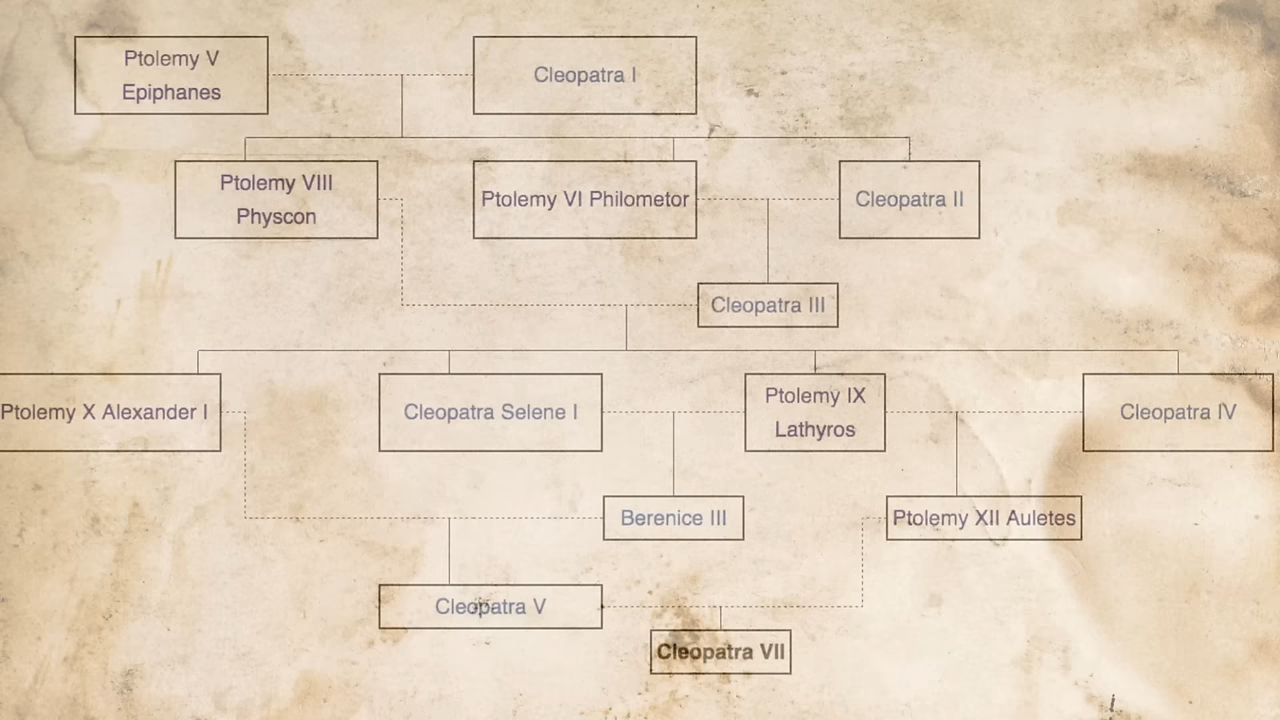 Ptolemy V
Epiphanes
Cleopatra I
Ptolemy VIII
Physcon
Ptolemy VI Philometor
Cleopatra II
Cleopatra III
Ptolemy X Alexander I
Cleopatra Selene I
Ptolemy IX
Lathyros
Cleopatra IV
Berenice III
Ptolemy XII Auletes
Cleopatra V
Cleopatra VII